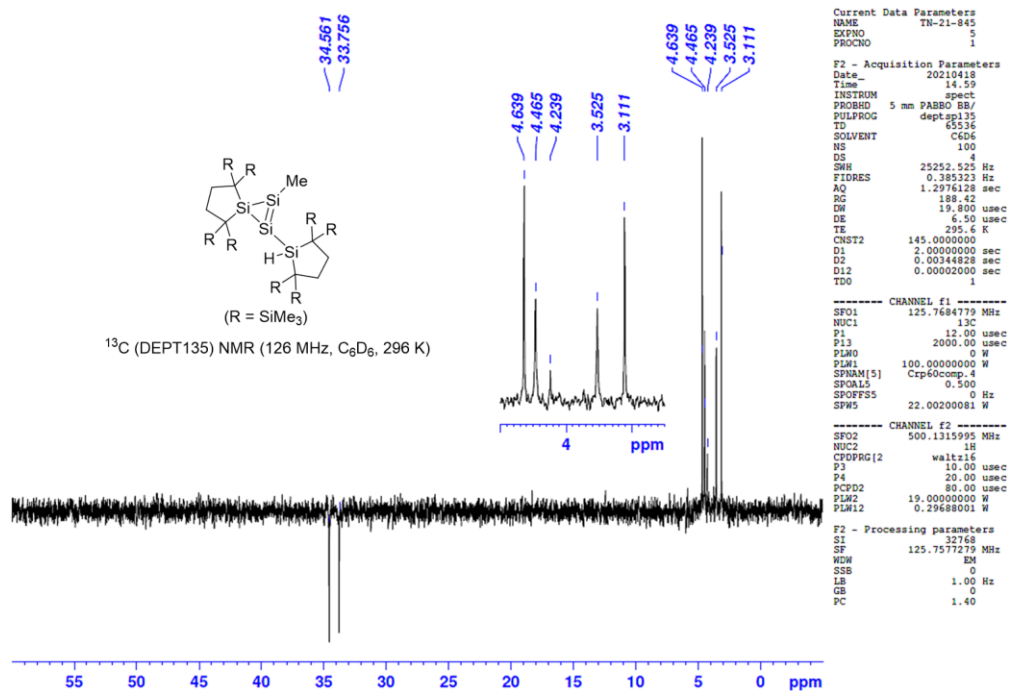 34.561
33.756
4.639
4.465
4.239
3.525
3.111
4.639
4.465
4.239
3.525
3.111
4
ppm
R
R
Me
Si
Si
Si
R
R
R
R
H
Si
R
R
(R = SiMe₃)
¹³C (DEPT135) NMR (126 MHz, C₆D₆, 296 K)
55 50 45 40 35 30 25 20 15 10 5 0 ppm
Current Data Parameters
NAME TN-21-845
EXPNO 5
PROCNO 1
F2 - Acquisition Parameters
Date_ 20210418
Time 14.59
INSTRUM spect
PROBHD 5 mm PABBO BB/
PULPROG deptsp135
TD 65536
SOLVENT C6D6
NS 100
DS 4
SWH 25252.525 Hz
FIDRES 0.385323 Hz
AQ 1.2976128 sec
RG 188.42
DW 19.800 usec
DE 6.50 usec
TE 295.6 K
CNST2 145.0000000
D1 2.00000000 sec
D2 0.00344828 sec
D12 0.00002000 sec
TD0 1
======== CHANNEL f1 ========
SFO1 125.7684779 MHz
NUC1 13C
P1 12.00 usec
P13 2000.00 usec
PLW0 0 W
PLW1 100.00000000 W
SPNAM[5] Crp60comp.4
SPOAL5 0.500
SPOFFS5 0 Hz
SPW5 22.00200081 W
======== CHANNEL f2 ========
SFO2 500.1315995 MHz
NUC2 1H
CPDPRG[2 waltz16
P3 10.00 usec
P4 20.00 usec
PCPD2 80.00 usec
PLW2 19.00000000 W
PLW12 0.29688001 W
F2 - Processing parameters
SI 32768
SF 125.7577279 MHz
WDW EM
SSB 0
LB 1.00 Hz
GB 0
PC 1.40